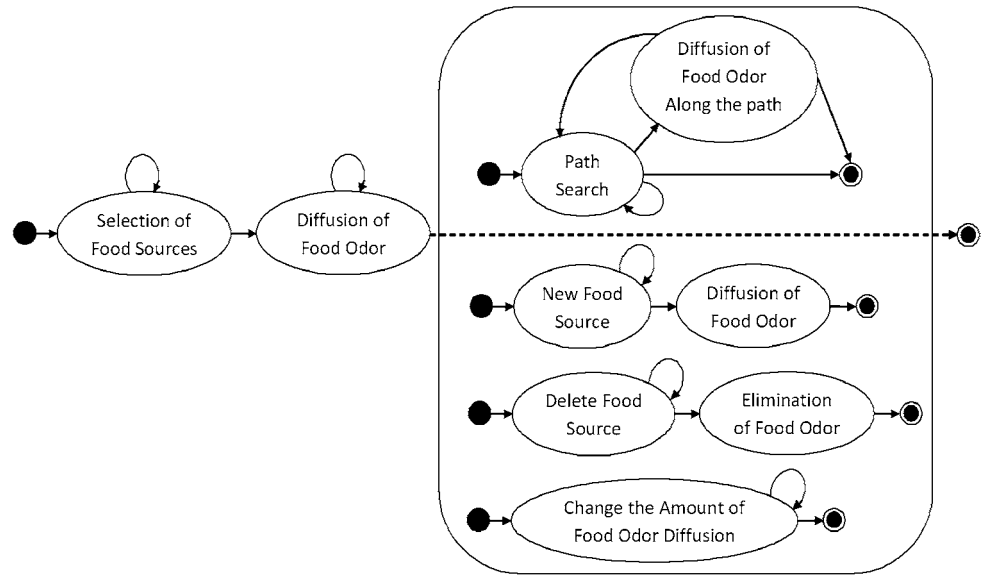 Selection of
Food Sources
Diffusion of
Food Odor
Diffusion of
Food Odor
Along the path
Path
Search
New Food
Source
Diffusion of
Food Odor
Delete Food
Source
Elimination
of Food Odor
Change the Amount of
Food Odor Diffusion